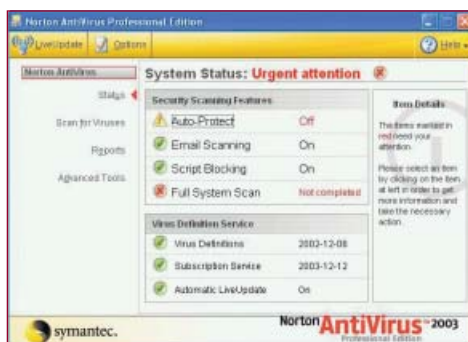 Norton AntiVirus Professional Edition
LiveUpdate Options Help
Norton AntiVirus
Status
Scan for Viruses
Reports
Advanced Tools
System Status: Urgent attention
Security Scanning Features
Auto-Protect Off
Email Scanning On
Script Blocking On
Full System Scan Not completed
Virus Definition Service
Virus Definitions 2002-12-08
Subscription Service 2003-12-12
Automatic LiveUpdate On
Item Details
The items marked in
red need your
attention.
Please select an item
by clicking on the item
at left in order to get
more information and
take the necessary
action.
symantec.
Norton AntiVirus 2003
Professional Edition